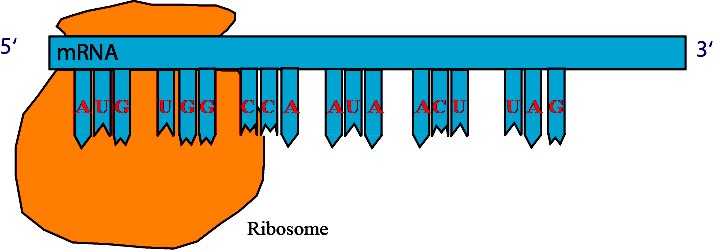 5‘ mRNA 3‘
AUG UGG CCA AUA ACU UAG
Ribosome